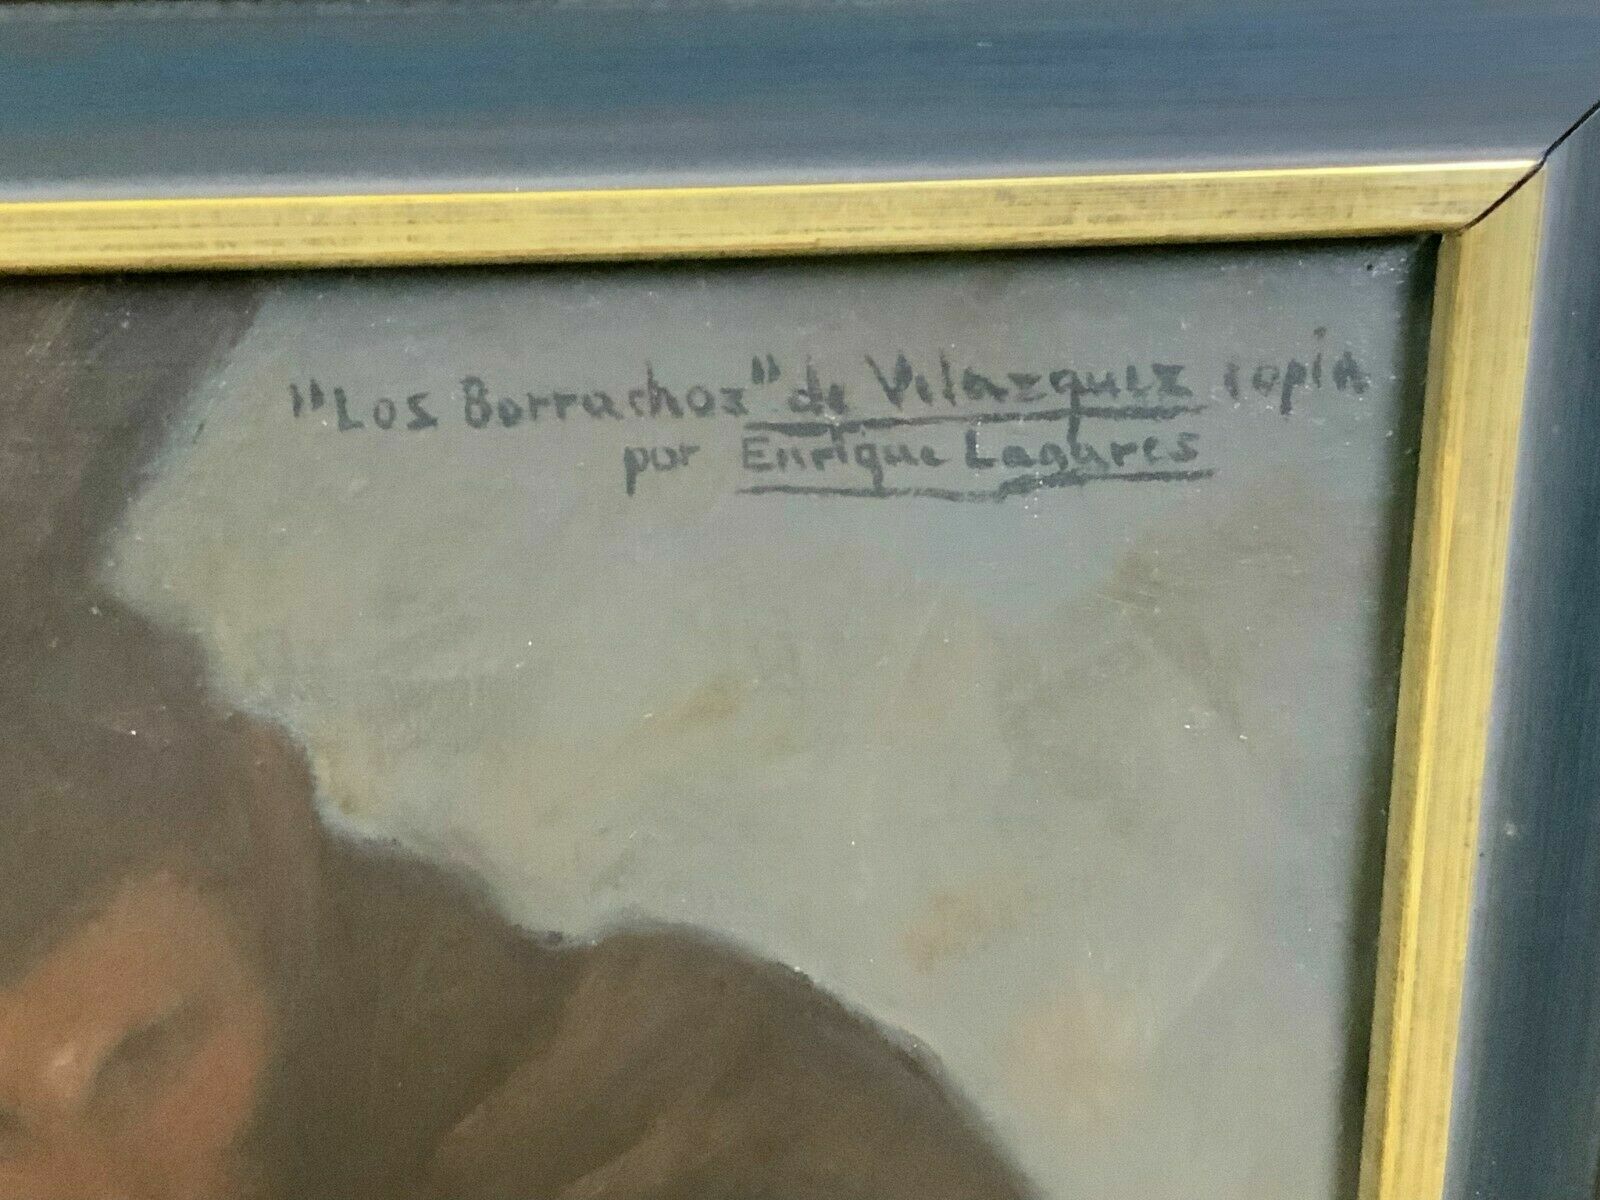 "Los Borrachos" de Velazquez copia
por Enrique Lagares